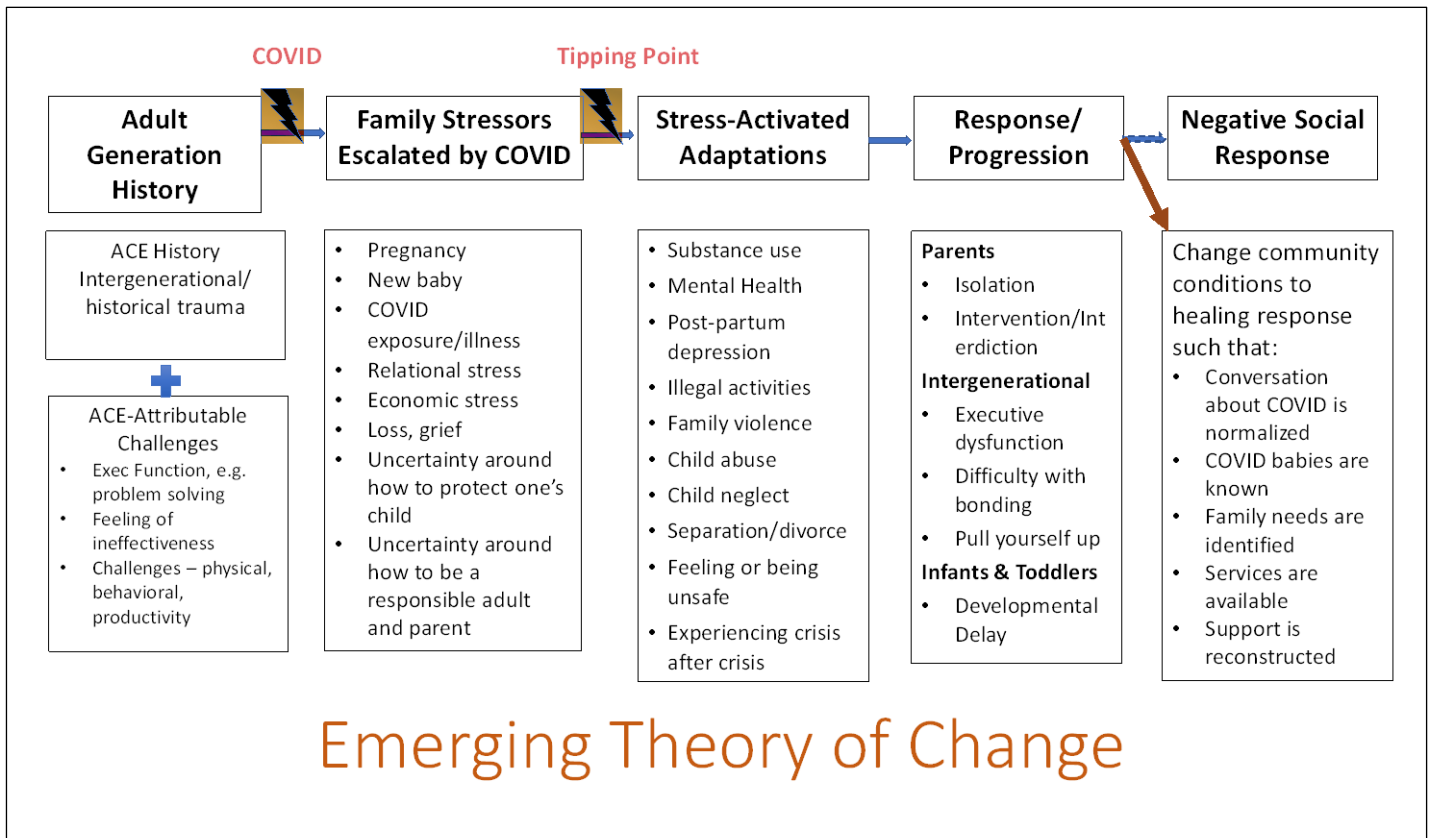 COVID
Tipping Point
Adult
Generation
History
Family Stressors
Escalated by COVID
Stress-Activated
Adaptations
Response/
Progression
Negative Social
Response
ACE History
Intergenerational/
historical trauma
ACE-Attributable
Challenges
• Exec Function, e.g.
problem solving
• Feeling of
ineffectiveness
• Challenges – physical,
behavioral,
productivity
• Pregnancy
• New baby
• COVID
exposure/illness
• Relational stress
• Economic stress
• Loss, grief
• Uncertainty around
how to protect one’s
child
• Uncertainty around
how to be a
responsible adult
and parent
• Substance use
• Mental Health
• Post-partum
depression
• Illegal activities
• Family violence
• Child abuse
• Child neglect
• Separation/divorce
• Feeling or being
unsafe
• Experiencing crisis
after crisis
Parents
• Isolation
• Intervention/Int
erdiction
Intergenerational
• Executive
dysfunction
• Difficulty with
bonding
• Pull yourself up
Infants & Toddlers
• Developmental
Delay
Change community
conditions to
healing response
such that:
• Conversation
about COVID is
normalized
• COVID babies are
known
• Family needs are
identified
• Services are
available
• Support is
reconstructed
Emerging Theory of Change